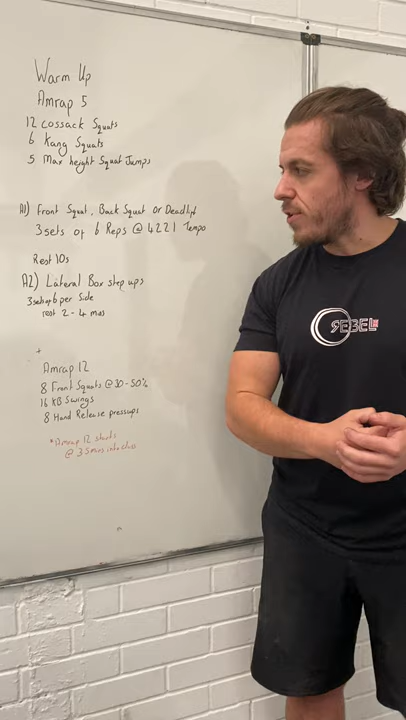 Warm Up
Amrap 5
12 Cossack Squats
6 Kang Squats
5 Max height Squat Jumps
A1) Front Squat, Back Squat or Deadlift
3 sets of 6 Reps @ 4221 Tempo
Rest 10s
A2) Lateral Box step ups
3 sets of 6 per Side
rest 2-4 mins
Amrap 12
8 Front Squats @ 30-50%
16 KB Swings
8 Hand Release pressups
*Amrap 12 starts
@ 35 mins into class
REBEL